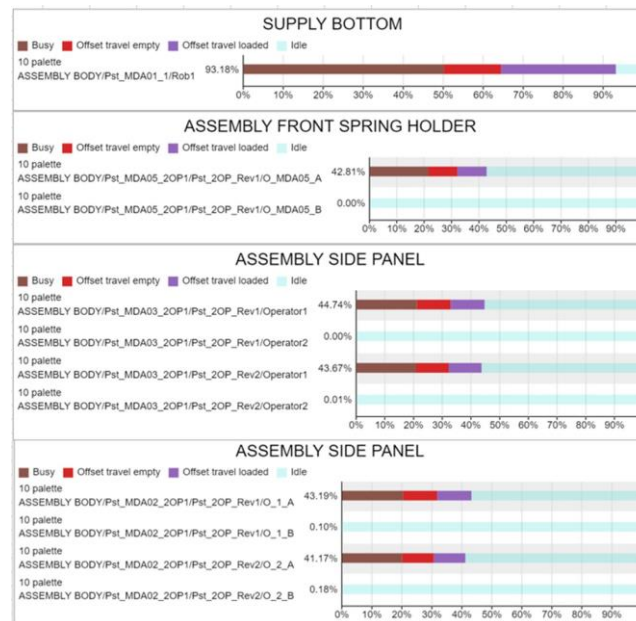 SUPPLY BOTTOM
Busy Offset travel empty Offset travel loaded Idle
10 palette
ASSEMBLY BODY/Pst_MDA01_1/Rob1
93.18%
0% 10% 20% 30% 40% 50% 60% 70% 80% 90%
ASSEMBLY FRONT SPRING HOLDER
Busy Offset travel empty Offset travel loaded Idle
10 palette
ASSEMBLY BODY/Pst_MDA05_2OP1/Pst_2OP_Rev1/O_MDA05_A
42.81%
10 palette
ASSEMBLY BODY/Pst_MDA05_2OP1/Pst_2OP_Rev1/O_MDA05_B
0.00%
0% 10% 20% 30% 40% 50% 60% 70% 80% 90%
ASSEMBLY SIDE PANEL
Busy Offset travel empty Offset travel loaded Idle
10 palette
ASSEMBLY BODY/Pst_MDA03_2OP1/Pst_2OP_Rev1/Operator1
44.74%
10 palette
ASSEMBLY BODY/Pst_MDA03_2OP1/Pst_2OP_Rev1/Operator2
0.00%
10 palette
ASSEMBLY BODY/Pst_MDA03_2OP1/Pst_2OP_Rev2/Operator1
43.67%
10 palette
ASSEMBLY BODY/Pst_MDA03_2OP1/Pst_2OP_Rev2/Operator2
0.01%
0% 10% 20% 30% 40% 50% 60% 70% 80% 90%
ASSEMBLY SIDE PANEL
Busy Offset travel empty Offset travel loaded Idle
10 palette
ASSEMBLY BODY/Pst_MDA02_2OP1/Pst_2OP_Rev1/O_1_A
43.19%
10 palette
ASSEMBLY BODY/Pst_MDA02_2OP1/Pst_2OP_Rev1/O_1_B
0.10%
10 palette
ASSEMBLY BODY/Pst_MDA02_2OP1/Pst_2OP_Rev2/O_2_A
41.17%
10 palette
ASSEMBLY BODY/Pst_MDA02_2OP1/Pst_2OP_Rev2/O_2_B
0.18%
0% 10% 20% 30% 40% 50% 60% 70% 80% 90%